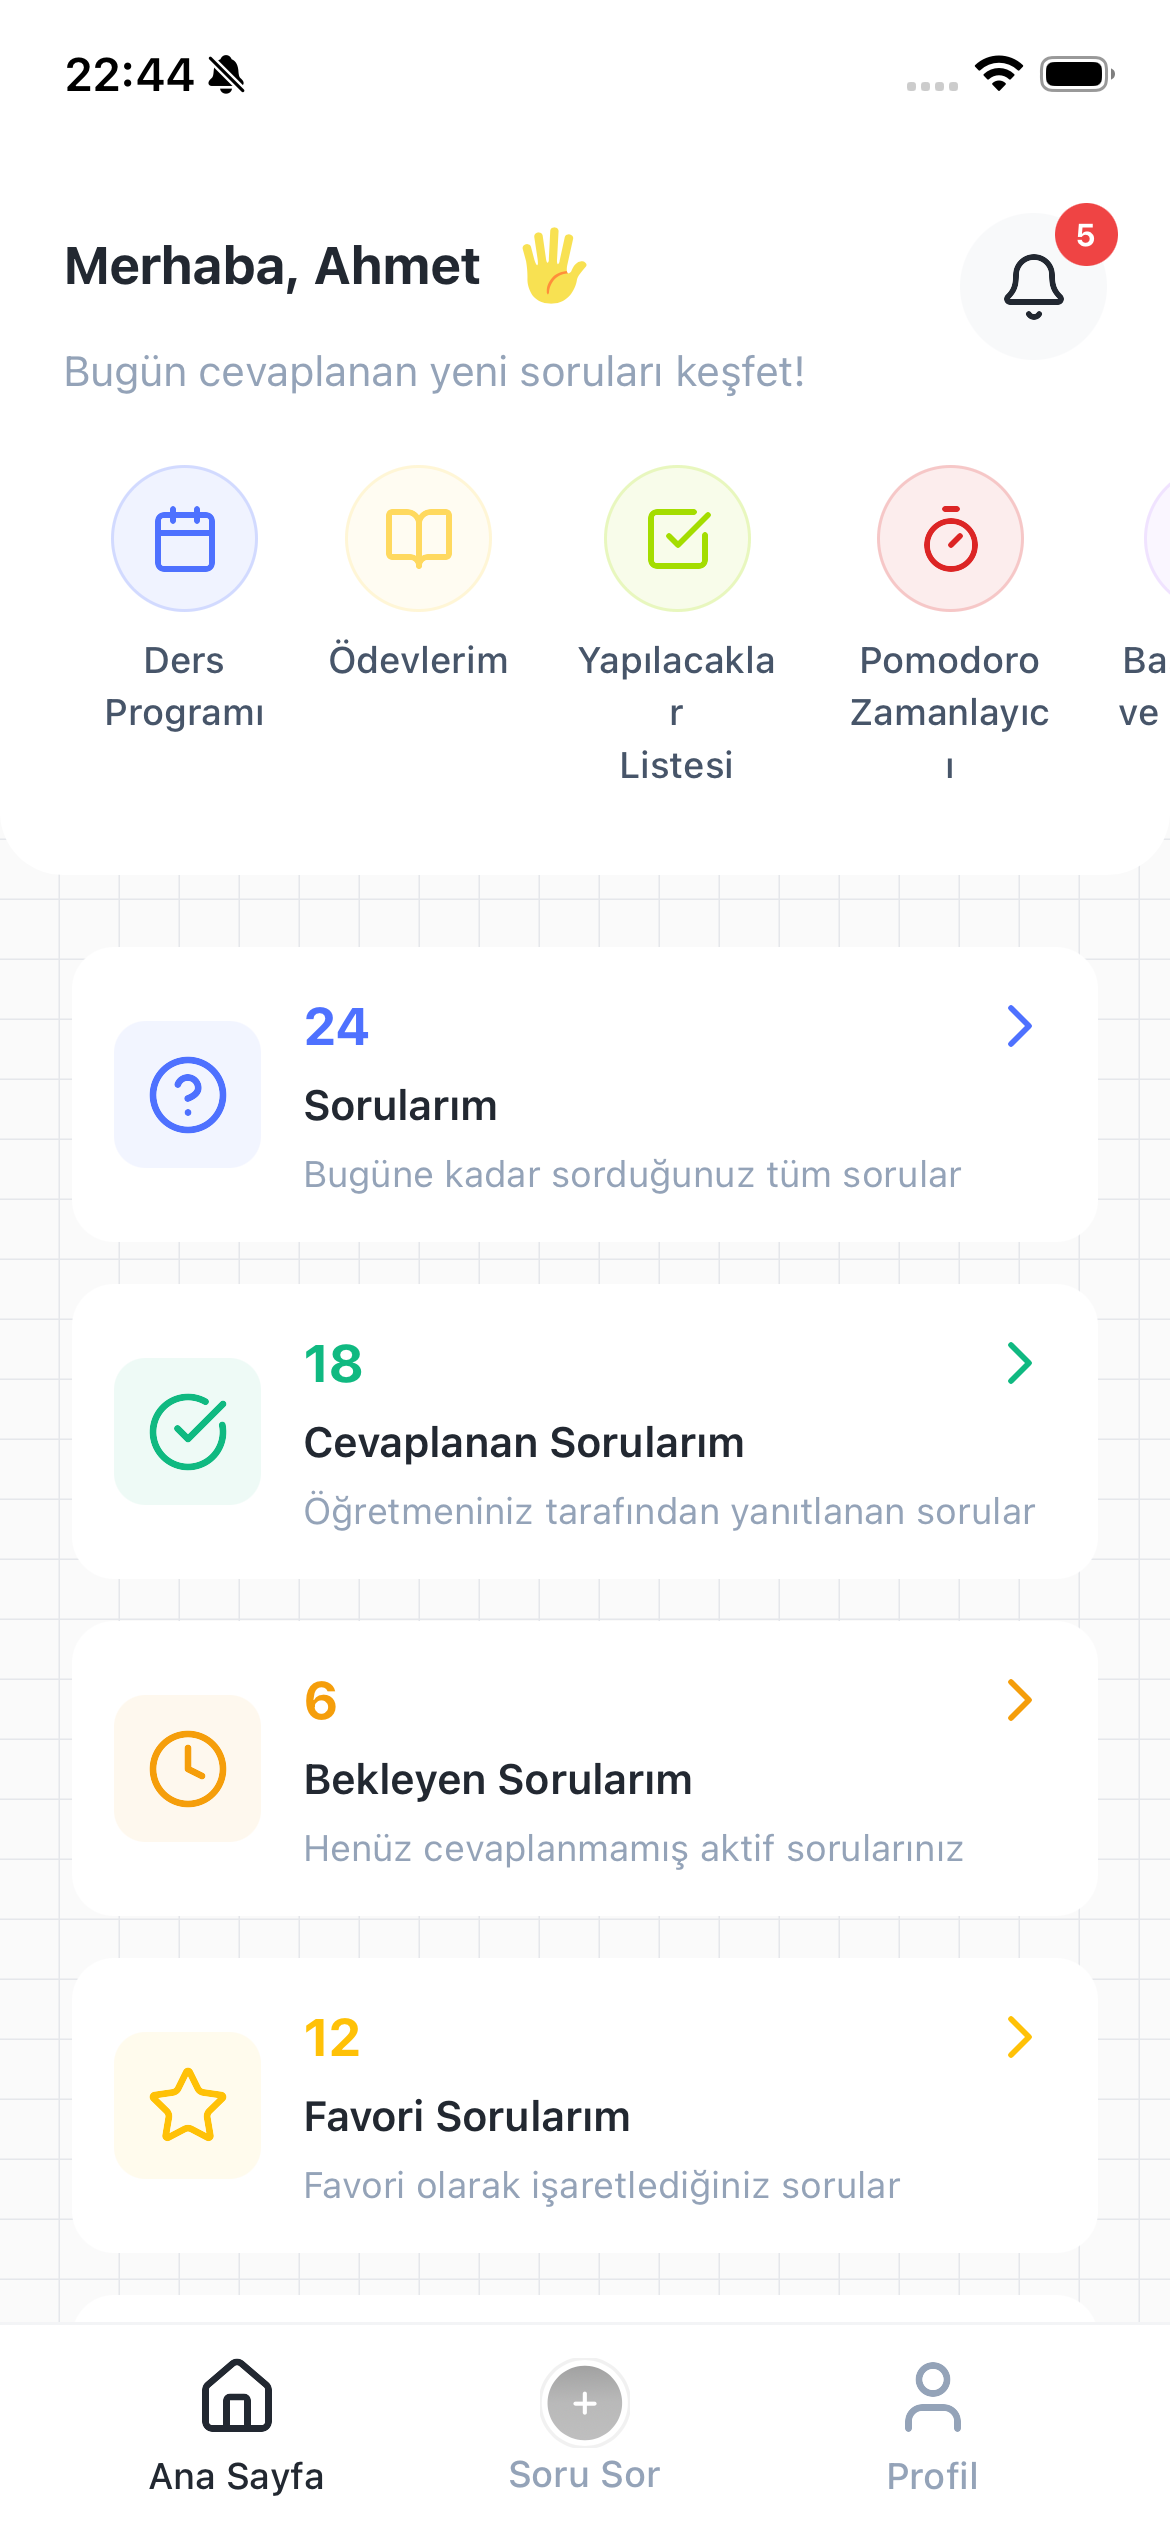 22:44
Merhaba, Ahmet
5
Bugün cevaplanan yeni soruları keşfet!
Ders
Programı
Ödevlerim
Yapılacakla
r
Listesi
Pomodoro
Zamanlayıc
ı
Ba
ve
24
Sorularım
Bugüne kadar sorduğunuz tüm sorular
18
Cevaplanan Sorularım
Öğretmeniniz tarafından yanıtlanan sorular
6
Bekleyen Sorularım
Henüz cevaplanmamış aktif sorularınız
12
Favori Sorularım
Favori olarak işaretlediğiniz sorular
Ana Sayfa
Soru Sor
Profil